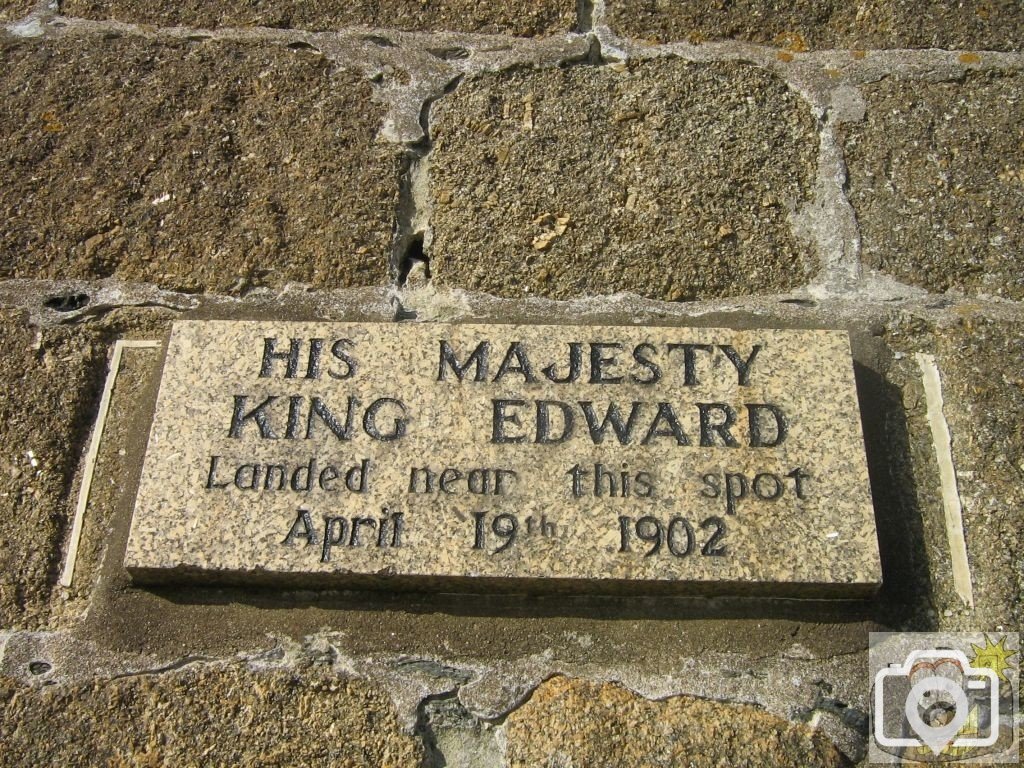 HIS MAJESTY
KING EDWARD
Landed near this spot
April 19th 1902